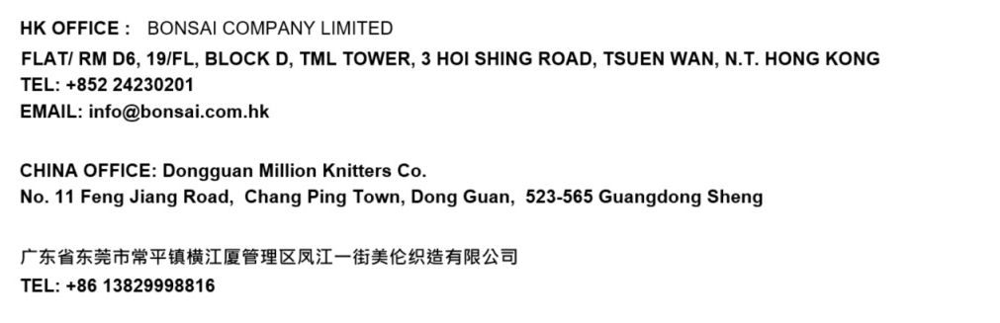 HK OFFICE : BONSAI COMPANY LIMITED
FLAT/ RM D6, 19/FL, BLOCK D, TML TOWER, 3 HOI SHING ROAD, TSUEN WAN, N.T. HONG KONG
TEL: +852 24230201
EMAIL: info@bonsai.com.hk
CHINA OFFICE: Dongguan Million Knitters Co.
No. 11 Feng Jiang Road, Chang Ping Town, Dong Guan, 523-565 Guangdong Sheng
广东省东莞市常平镇横江厦管理区凤江一街美伦织造有限公司
TEL: +86 13829998816